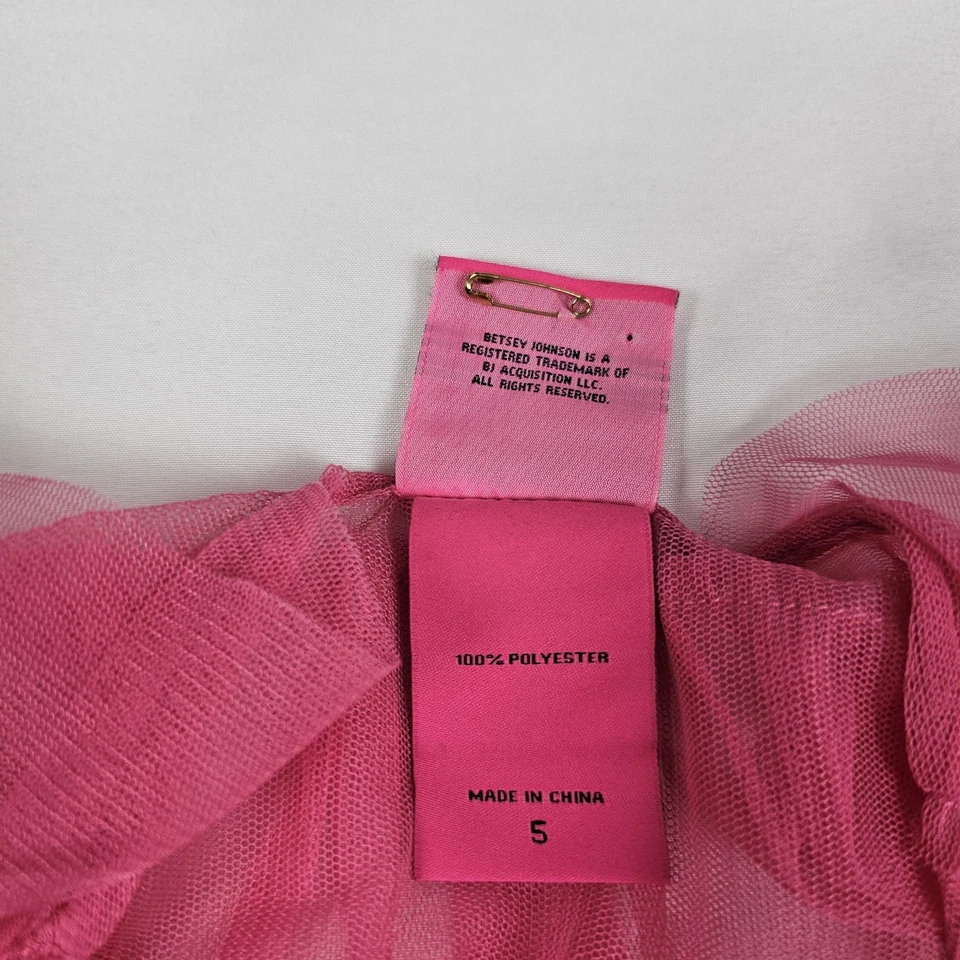 BETSEY JOHNSON IS A
REGISTERED TRADEMARK OF
BJ ACQUISITION LLC.
ALL RIGHTS RESERVED.
100% POLYESTER
MADE IN CHINA
5